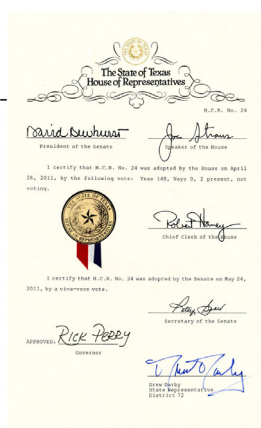 The State of Texas
House of Representatives
H.C.R. No. 24
David Dewhurst
Joe Straus
President of the Senate
Speaker of the House
I certify that H.C.R. No. 24 was adopted by the House on April
26, 2011, by the following vote: Yeas 148, Nays 0, 2 present, not
voting.
Robert Haney
Chief Clerk of the House
I certify that H.C.R. No. 24 was adopted by the Senate on May 24,
2011, by a viva-voce vote.
Patsy Spaw
Secretary of the Senate
APPROVED: RICK PERRY
Governor
Drew Darby
Drew Darby
State Representative
District 72